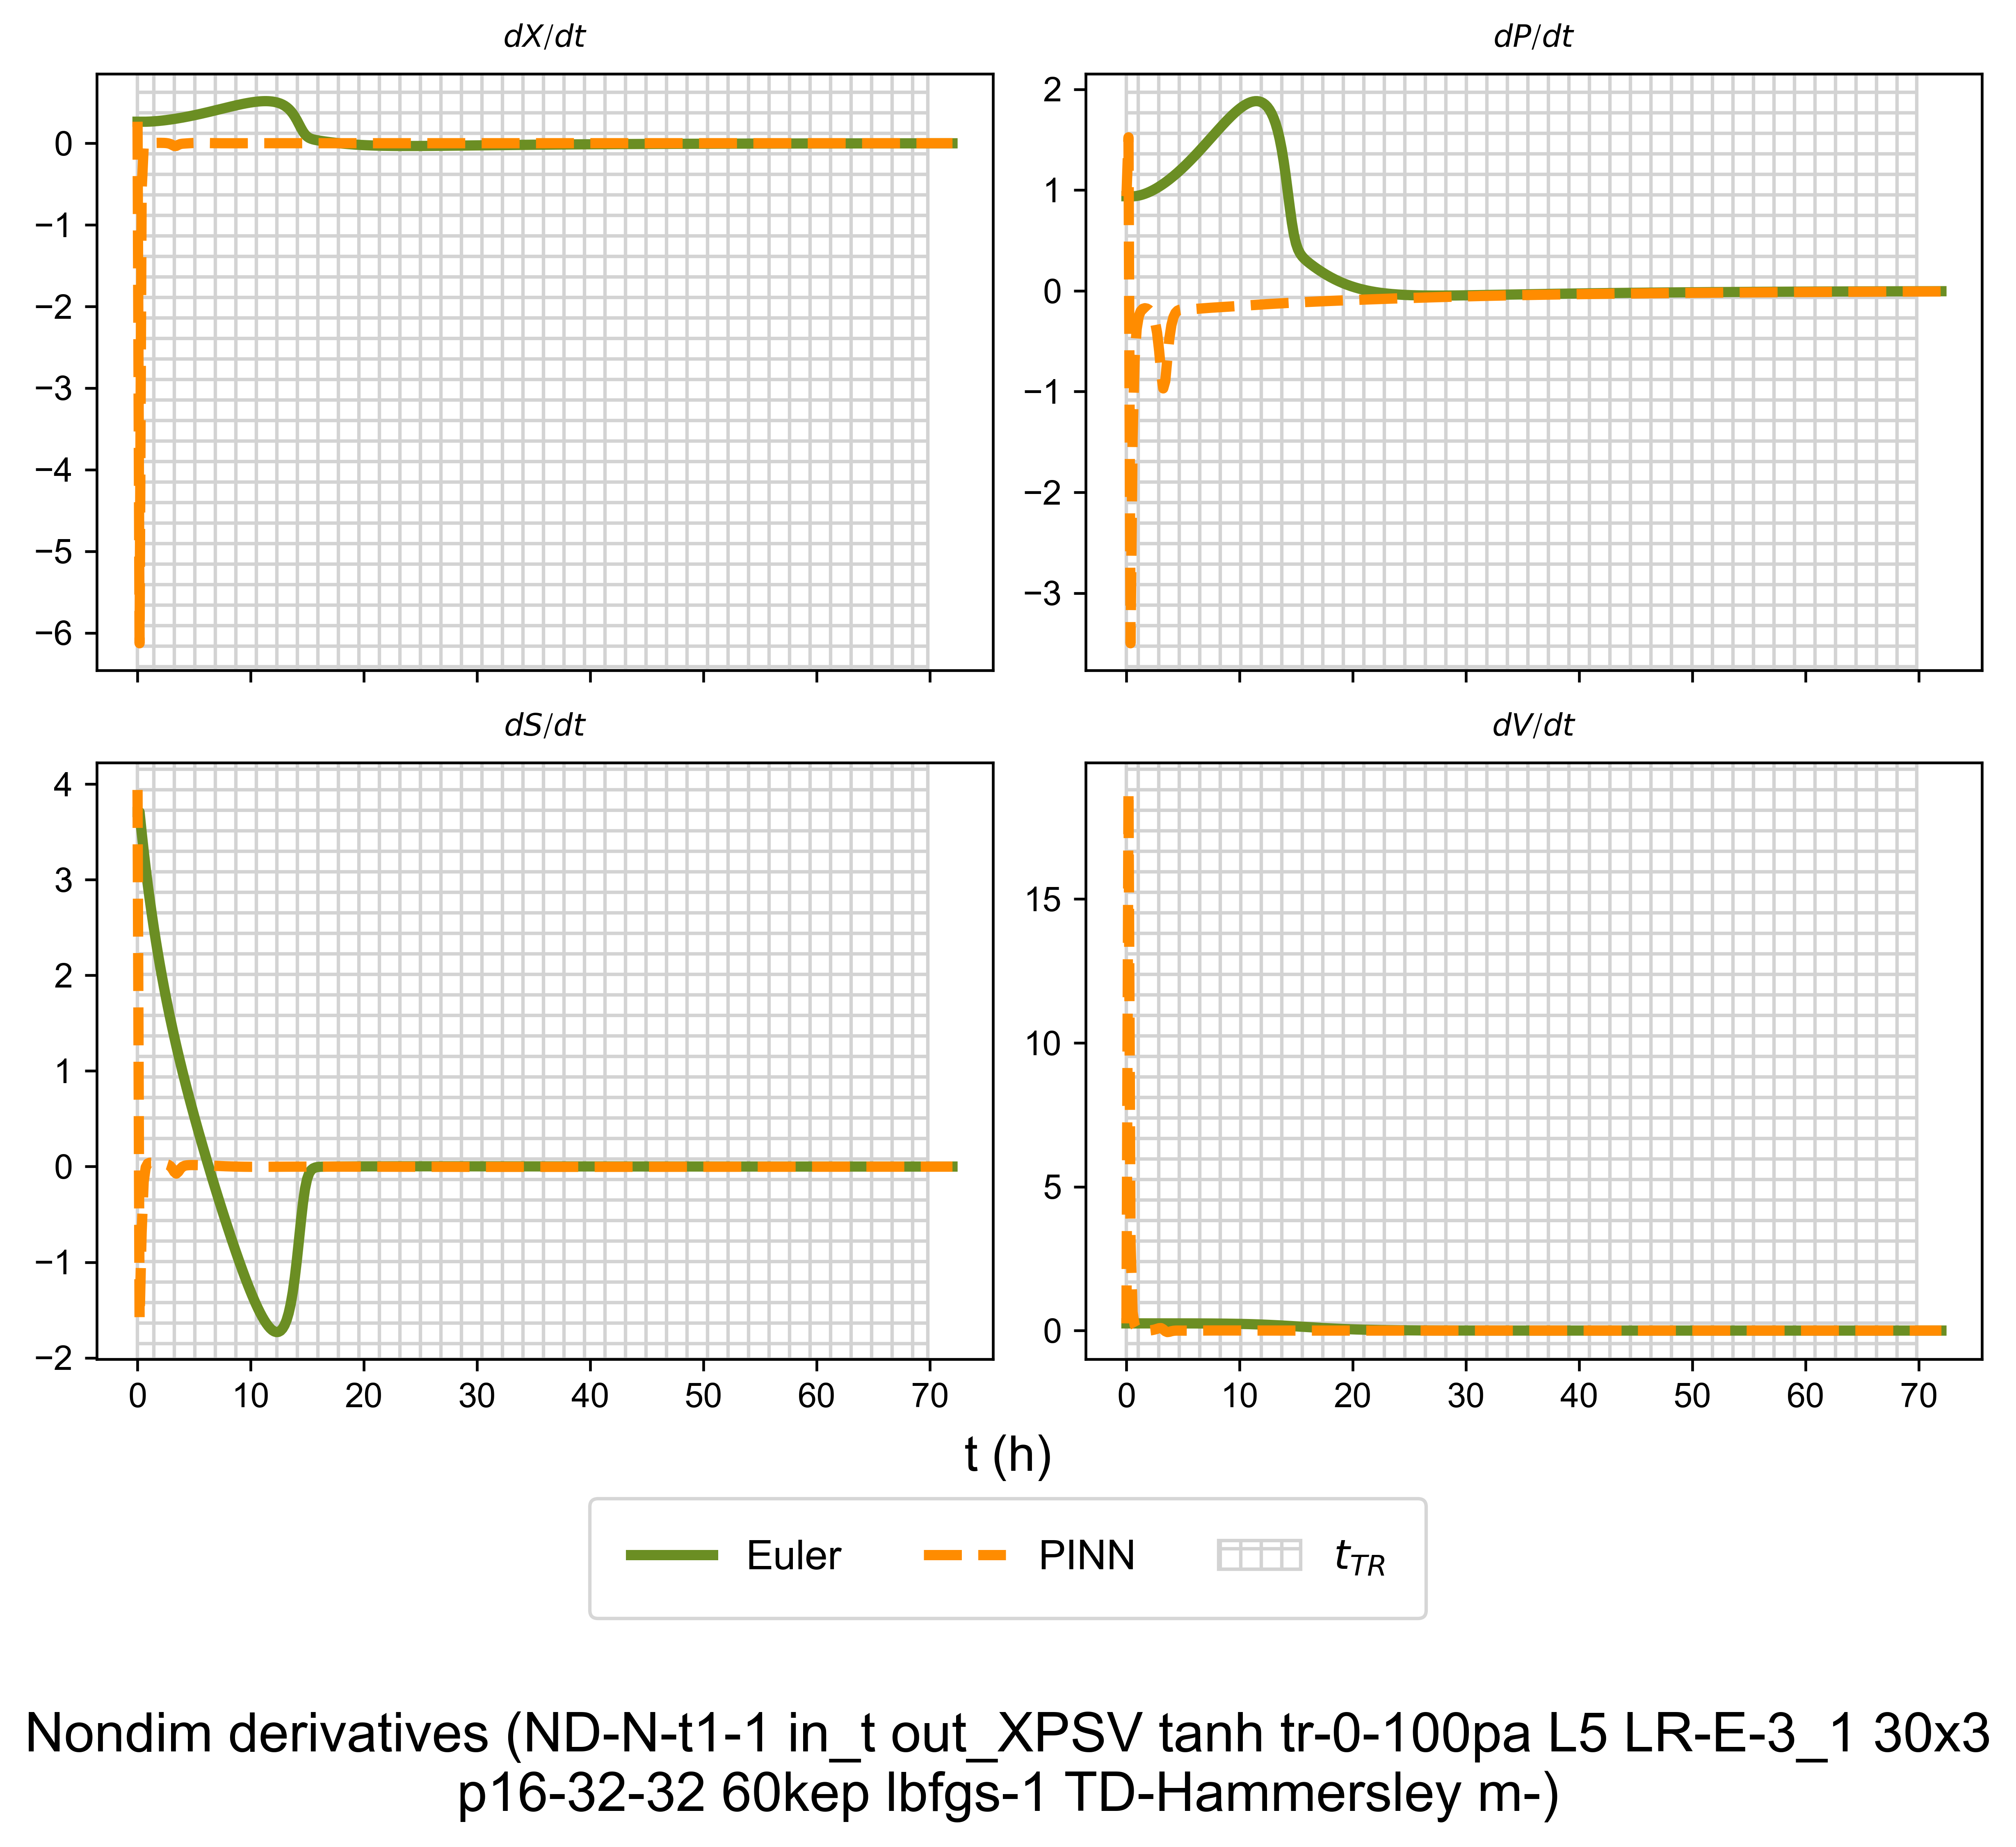 dX/dt
dP/dt
0
−1
−2
−3
−4
−5
−6
2
1
0
−1
−2
−3
dS/dt
dV/dt
4
3
2
1
0
−1
−2
15
10
5
0
0 10 20 30 40 50 60 70
0 10 20 30 40 50 60 70
t (h)
Euler PINN t_TR
Nondim derivatives (ND-N-t1-1 in_t out_XPSV tanh tr-0-100pa L5 LR-E-3_1 30x3
p16-32-32 60kep lbfgs-1 TD-Hammersley m-)